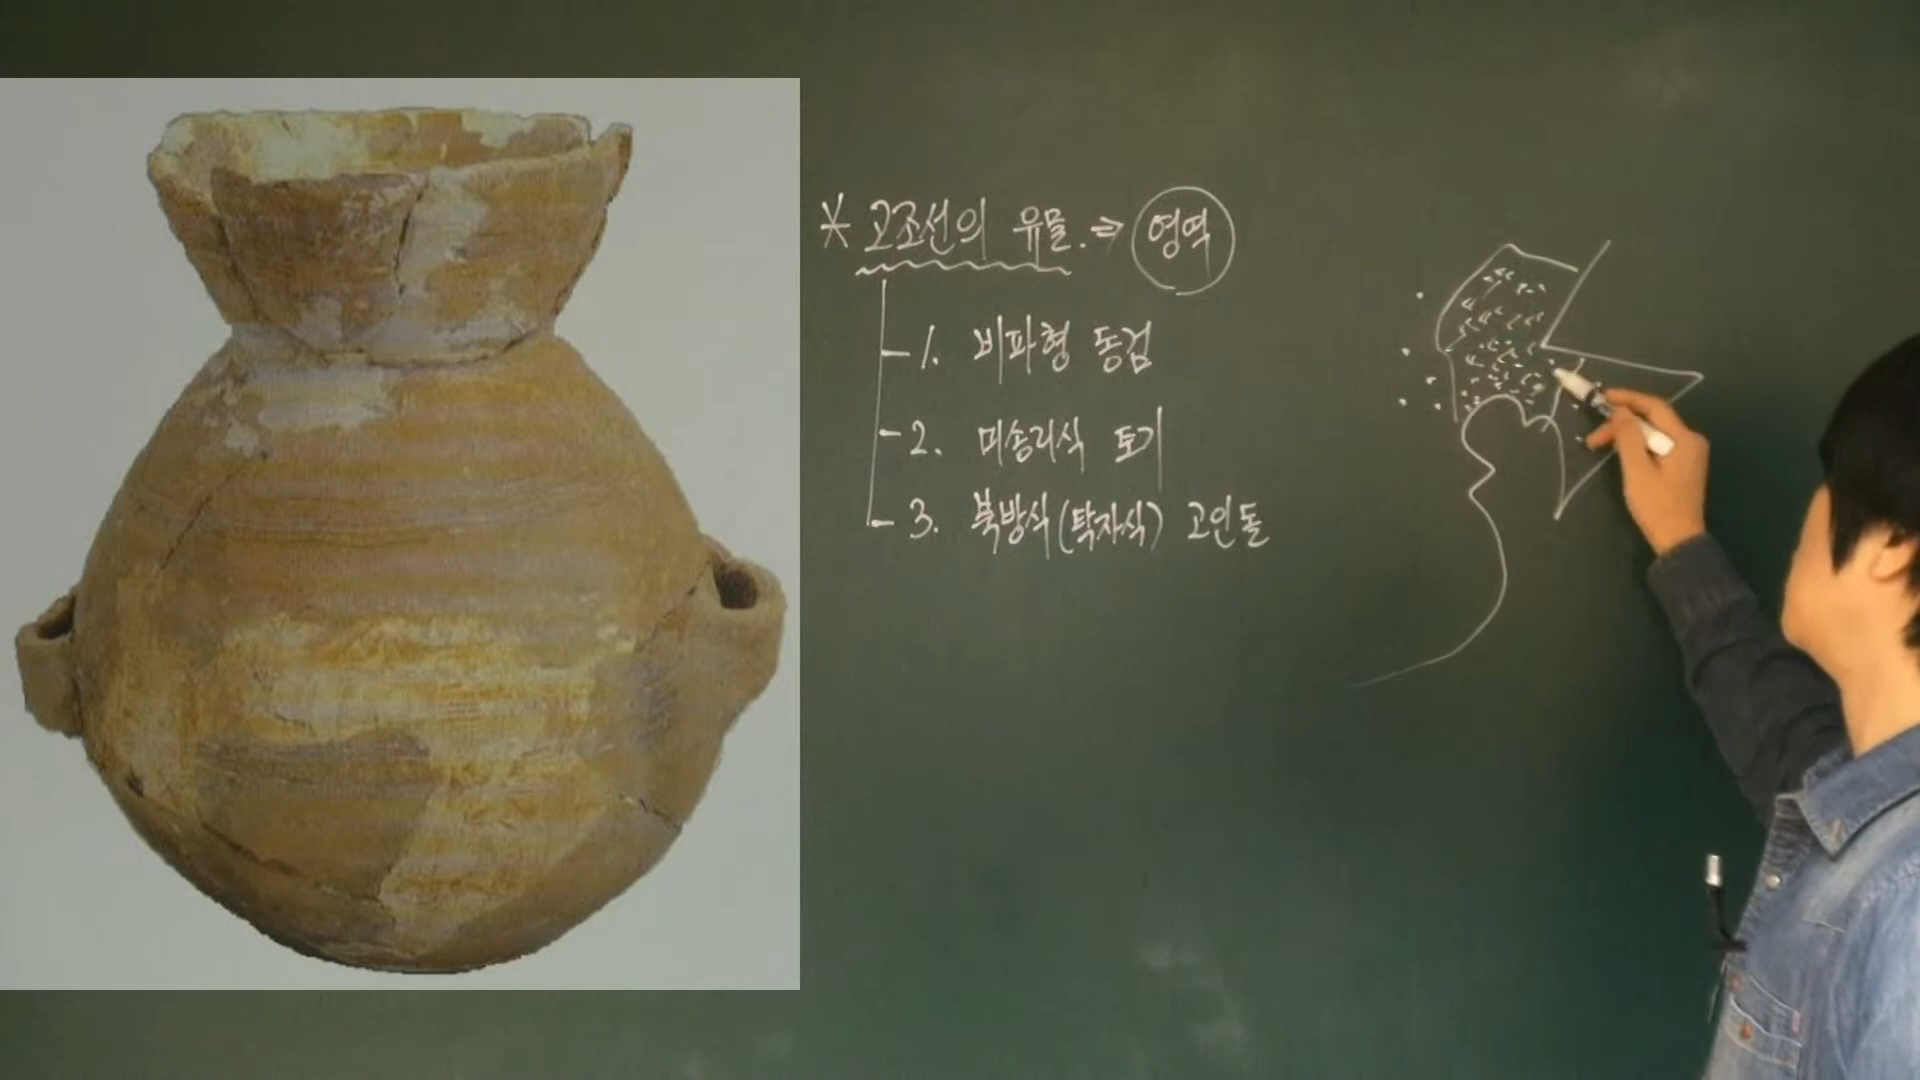 * 고조선의 유물. ⇒ 영역
1. 비파형 동검
2. 미송리식 토기
3. 북방식(탁자식) 고인돌